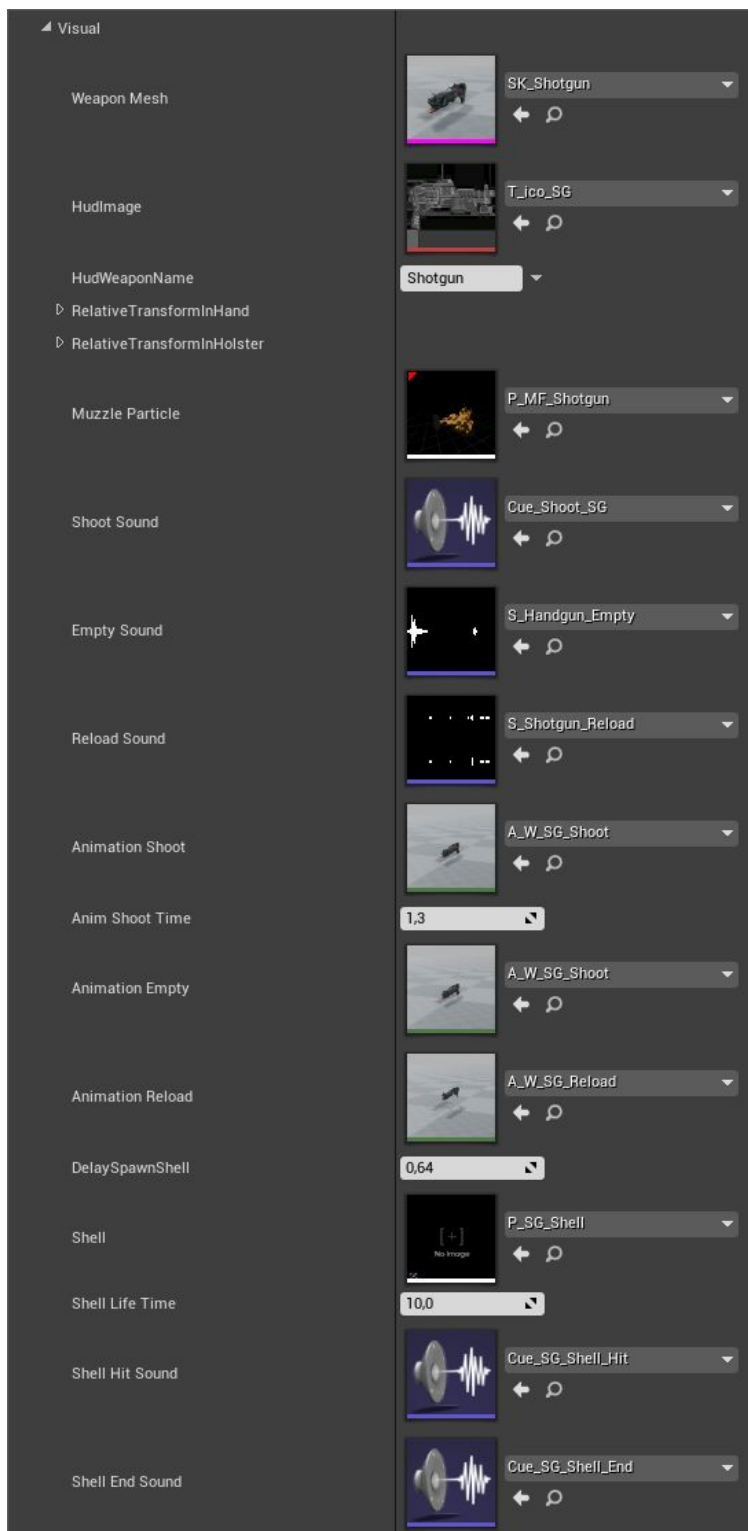 Visual
Weapon Mesh
SK_Shotgun
HudImage
T_ico_SG
HudWeaponName
Shotgun
RelativeTransformInHand
RelativeTransformInHolster
Muzzle Particle
P_MF_Shotgun
Shoot Sound
Cue_Shoot_SG
Empty Sound
S_Handgun_Empty
Reload Sound
S_Shotgun_Reload
Animation Shoot
A_W_SG_Shoot
Anim Shoot Time
1,3
Animation Empty
A_W_SG_Shoot
Animation Reload
A_W_SG_Reload
DelaySpawnShell
0,64
Shell
[+]
No Image
P_SG_Shell
Shell Life Time
10,0
Shell Hit Sound
Cue_SG_Shell_Hit
Shell End Sound
Cue_SG_Shell_End